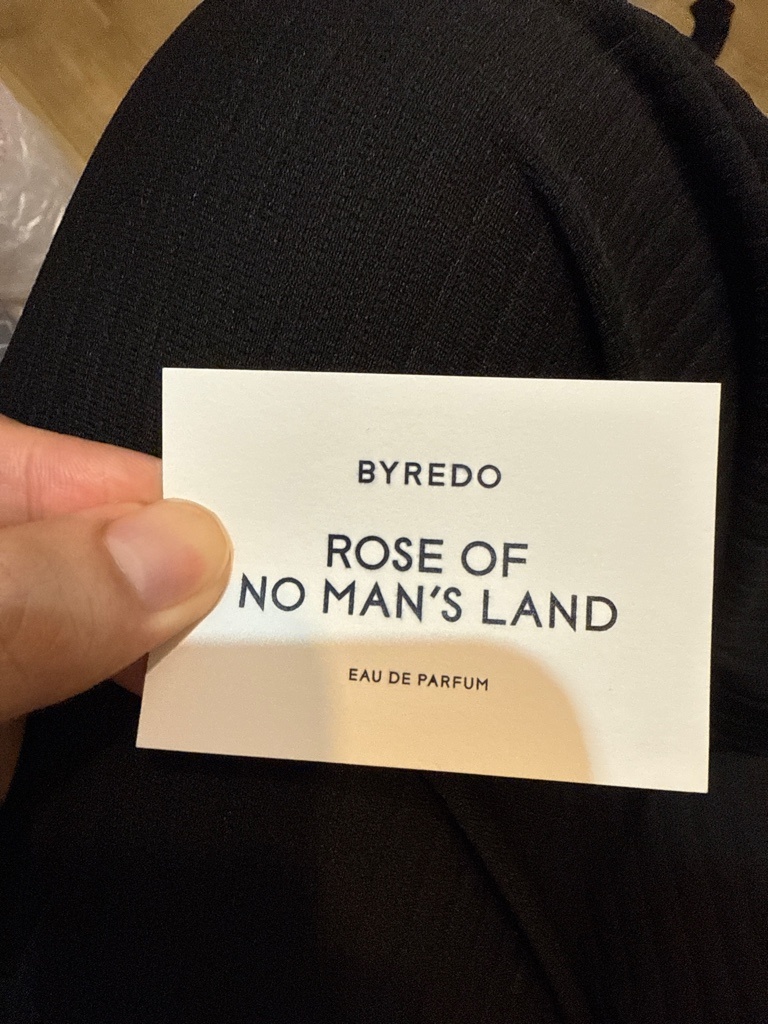 BYREDO
ROSE OF
NO MAN'S LAND
EAU DE PARFUM